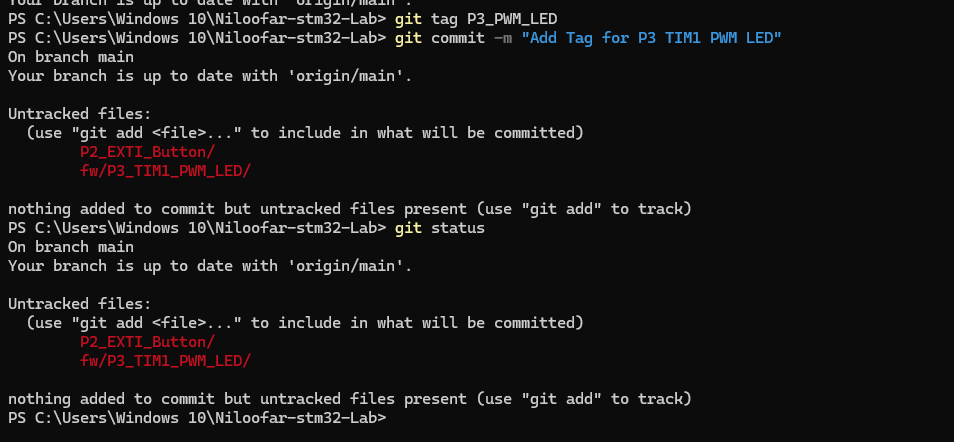 Your branch is up to date with 'origin/main'.
PS C:\Users\Windows 10\Niloofar-stm32-Lab> git tag P3_PWM_LED
PS C:\Users\Windows 10\Niloofar-stm32-Lab> git commit -m "Add Tag for P3 TIM1 PWM LED"
On branch main
Your branch is up to date with 'origin/main'.

Untracked files:
  (use "git add <file>..." to include in what will be committed)
        P2_EXTI_Button/
        fw/P3_TIM1_PWM_LED/

nothing added to commit but untracked files present (use "git add" to track)
PS C:\Users\Windows 10\Niloofar-stm32-Lab> git status
On branch main
Your branch is up to date with 'origin/main'.

Untracked files:
  (use "git add <file>..." to include in what will be committed)
        P2_EXTI_Button/
        fw/P3_TIM1_PWM_LED/

nothing added to commit but untracked files present (use "git add" to track)
PS C:\Users\Windows 10\Niloofar-stm32-Lab>